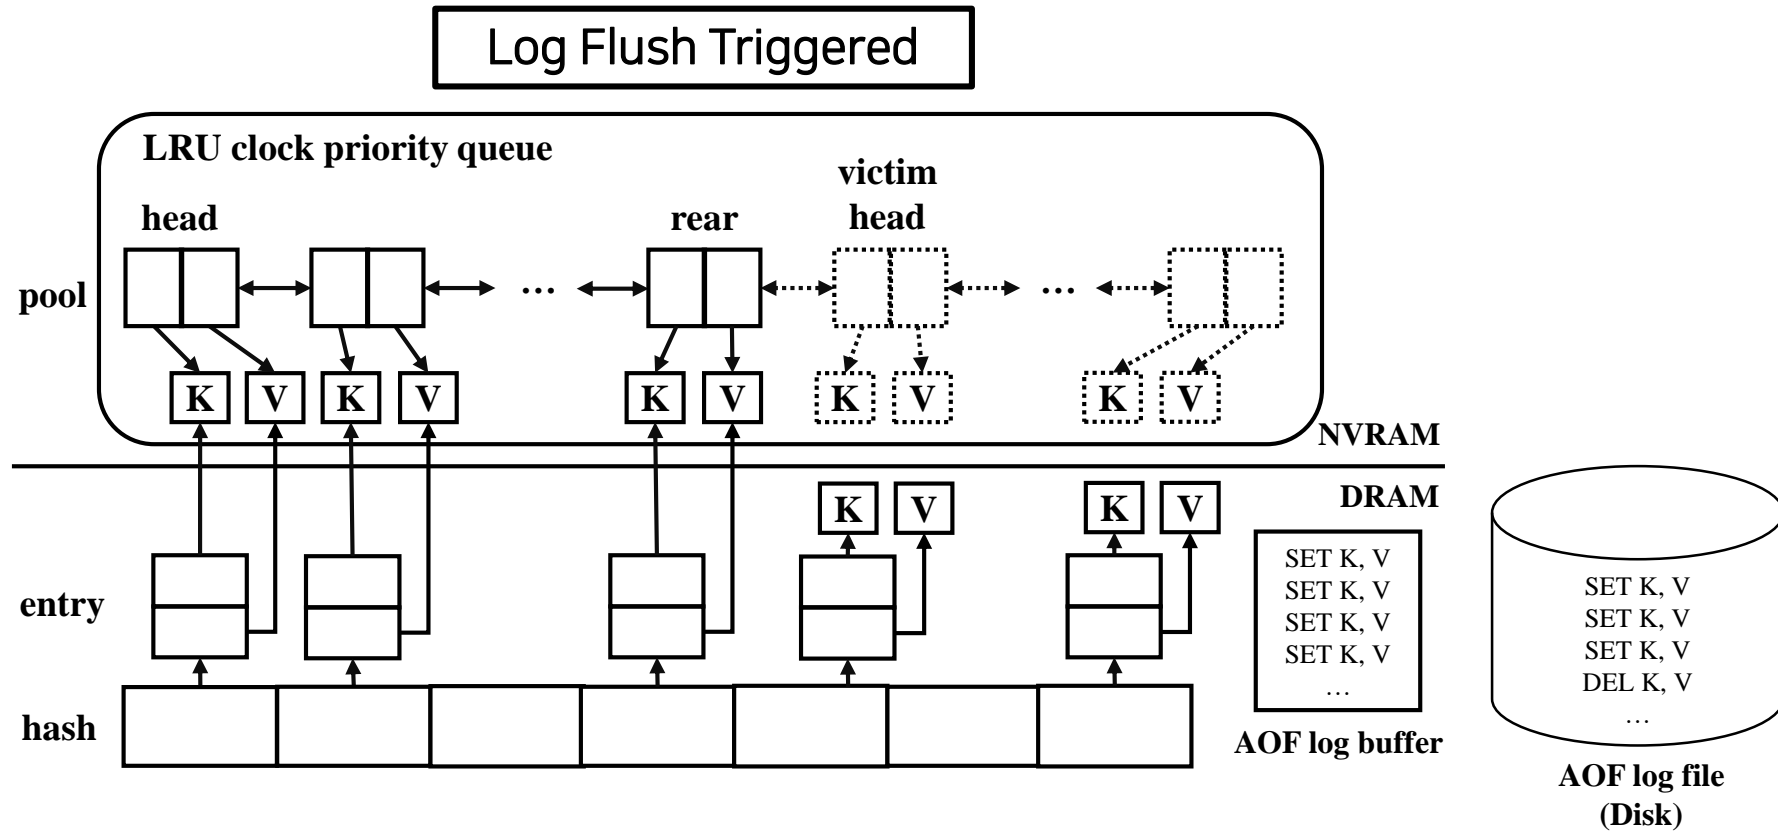 Log Flush Triggered
LRU clock priority queue
victim
head
rear
head
pool
...
...
K V K V K V K V K V
NVRAM
DRAM
K V K V
entry
SET K, V
SET K, V
SET K, V
SET K, V
…
SET K, V
SET K, V
SET K, V
DEL K, V
…
hash
AOF log buffer
AOF log file
(Disk)